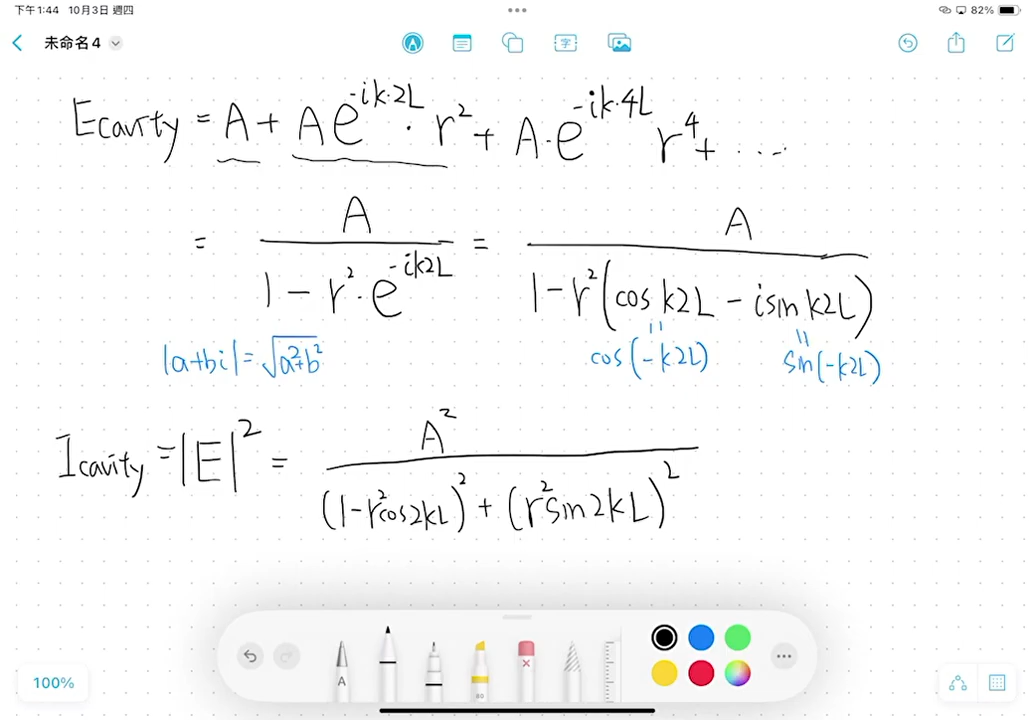 下午1:44 10月3日 週四
82%
未命名 4
Ecavity = A + Ae^{-ik·2L} · r² + A·e^{-ik·4L} r⁴ + ...
= A / (1 - r²·e^{-ik2L}) = A / (1 - r²(cos k2L - isin k2L))
|a+bi| = √(a²+b²)
cos(-k2L)
sin(-k2L)
Icavity = |E|² = A² / ((1-r²cos2kL)² + (r²sin2kL)²)
A
80
100%